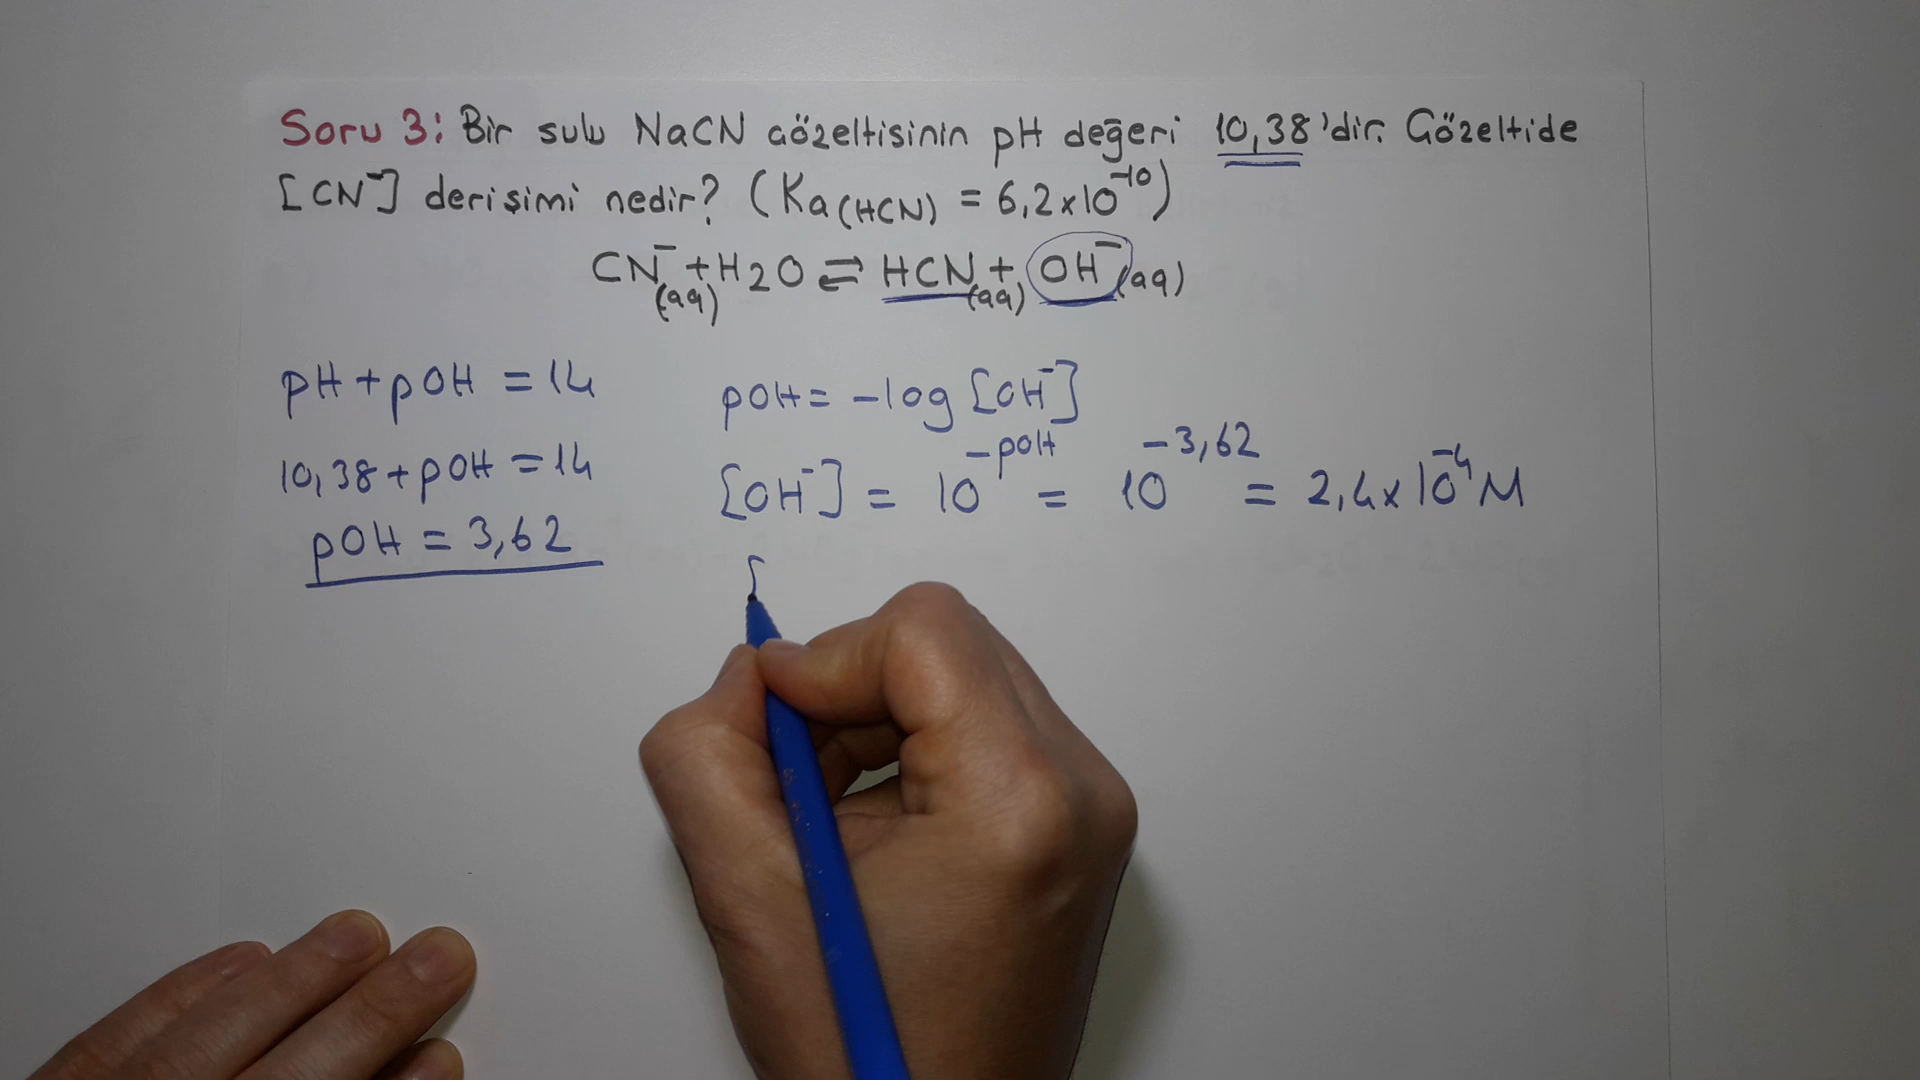 Soru 3: Bir sulu NaCN çözeltisinin pH değeri 10,38'dir. Çözeltide
[CN⁻] derişimi nedir? (Ka(HCN) = 6,2x10⁻¹⁰)
CN⁻(aq) + H2O ⇌ HCN(aq) + OH⁻(aq)
pH + pOH = 14
10,38 + pOH = 14
pOH = 3,62
pOH = -log [OH⁻]
[OH⁻] = 10^-pOH = 10^-3,62 = 2,4x10⁻⁴M
[